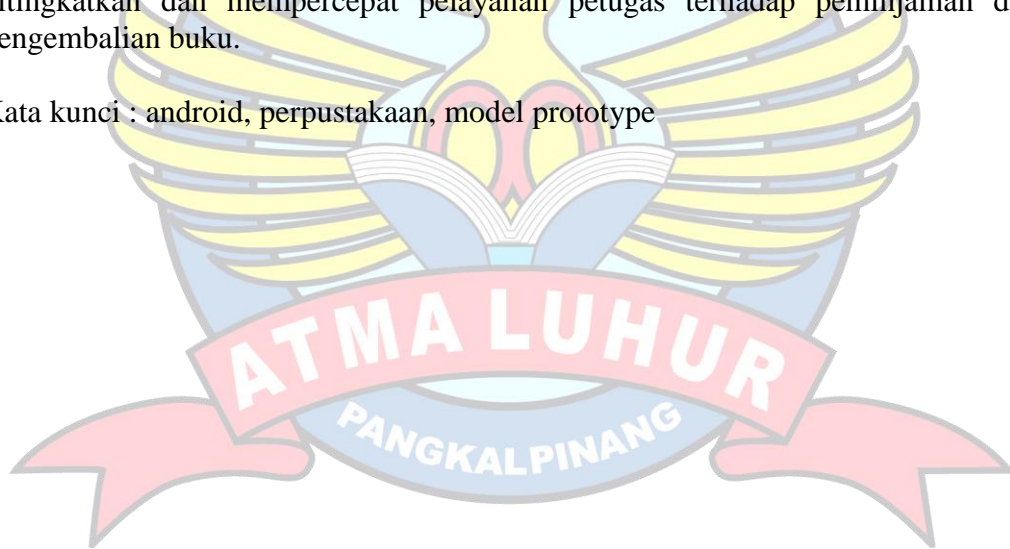 itingkatkan dan mempercepat pelayanan petugas terhadap peminjaman d
engembalian buku.
Kata kunci : android, perpustakaan, model prototype
ATMA LUHUR
PANGKALPINANG